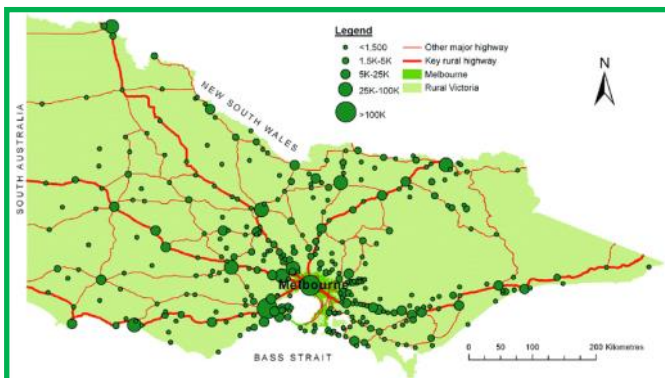 Legend
<1,500
1.5K-5K
5K-25K
25K-100K
>100K
Other major highway
Key rural highway
Melbourne
Rural Victoria
N
NEW SOUTH WALES
SOUTH AUSTRALIA
Melbourne
BASS STRAIT
0 50 100 200 Kilometres